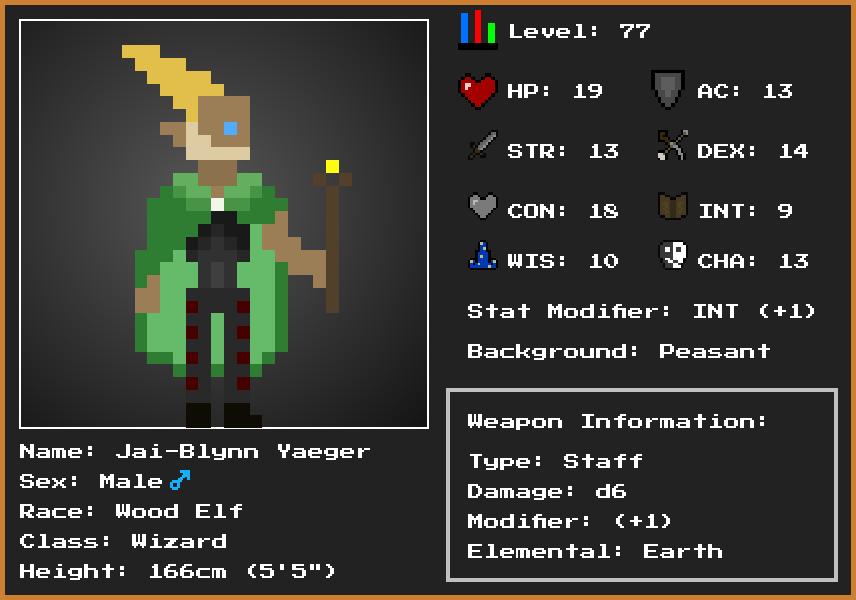 Level: 77
HP: 19 AC: 13
STR: 13 DEX: 14
CON: 18 INT: 9
WIS: 10 CHA: 13
Stat Modifier: INT (+1)
Background: Peasant
Weapon Information:
Type: Staff
Damage: d6
Modifier: (+1)
Elemental: Earth
Name: Jai-Blynn Yaeger
Sex: Male ♂
Race: Wood Elf
Class: Wizard
Height: 166cm (5'5")